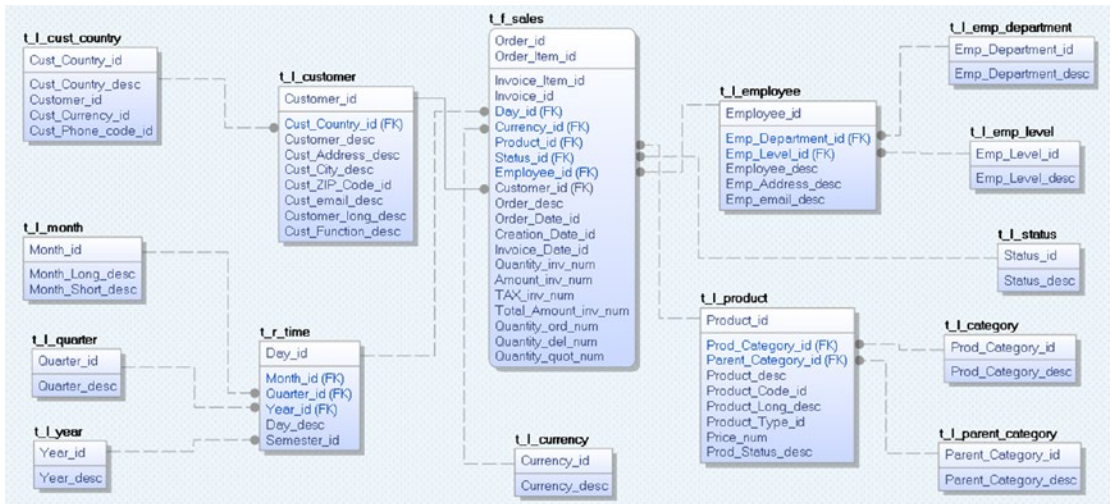 t_l_cust_country
Cust_Country_id
Cust_Country_desc
Customer_id
Cust_Currency_id
Cust_Phone_code_id
t_l_customer
Customer_id
Cust_Country_id (FK)
Customer_desc
Cust_Address_desc
Cust_City_desc
Cust_ZIP_Code_id
Cust_email_desc
Customer_long_desc
Cust_Function_desc
t_f_sales
Order_id
Order_Item_id
Invoice_Item_id
Invoice_id
Day_id (FK)
Currency_id (FK)
Product_id (FK)
Status_id (FK)
Employee_id (FK)
Customer_id (FK)
Order_desc
Order_Date_id
Creation_Date_id
Invoice_Date_id
Quantity_inv_num
Amount_inv_num
TAX_inv_num
Total_Amount_inv_num
Quantity_ord_num
Quantity_del_num
Quantity_quot_num
t_l_employee
Employee_id
Emp_Department_id (FK)
Emp_Level_id (FK)
Employee_desc
Emp_Address_desc
Emp_email_desc
t_l_emp_department
Emp_Department_id
Emp_Department_desc
t_l_emp_level
Emp_Level_id
Emp_Level_desc
t_l_status
Status_id
Status_desc
t_l_month
Month_id
Month_Long_desc
Month_Short_desc
t_l_quarter
Quarter_id
Quarter_desc
t_l_year
Year_id
Year_desc
t_r_time
Day_id
Month_id (FK)
Quarter_id (FK)
Year_id (FK)
Day_desc
Semester_id
t_l_currency
Currency_id
Currency_desc
t_l_product
Product_id
Prod_Category_id (FK)
Parent_Category_id (FK)
Product_desc
Product_Code_id
Product_Long_desc
Product_Type_id
Price_num
Prod_Status_desc
t_l_category
Prod_Category_id
Prod_Category_desc
t_l_parent_category
Parent_Category_id
Parent_Category_desc